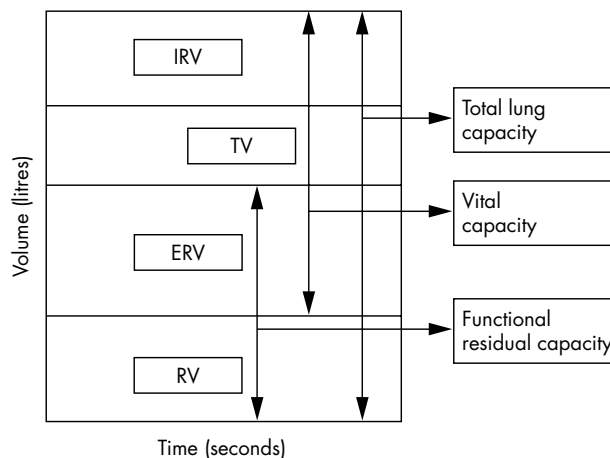 IRV
TV
ERV
RV
Volume (litres)
Time (seconds)
Total lung
capacity
Vital
capacity
Functional
residual capacity